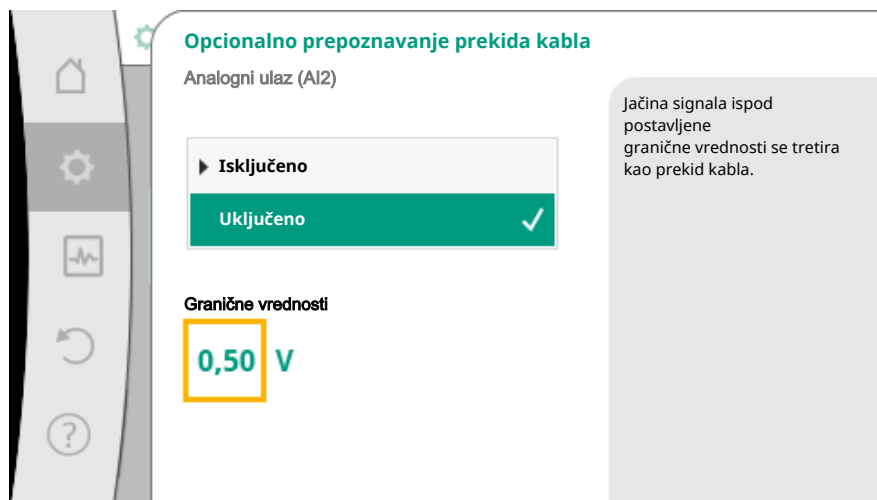 Opcionalno prepoznavanje prekida kabla
Analogni ulaz (AI2)
Jačina signala ispod
postavljene
granične vrednosti se tretira
kao prekid kabla.
Isključeno
Uključeno
Granične vrednosti
0,50 V
?